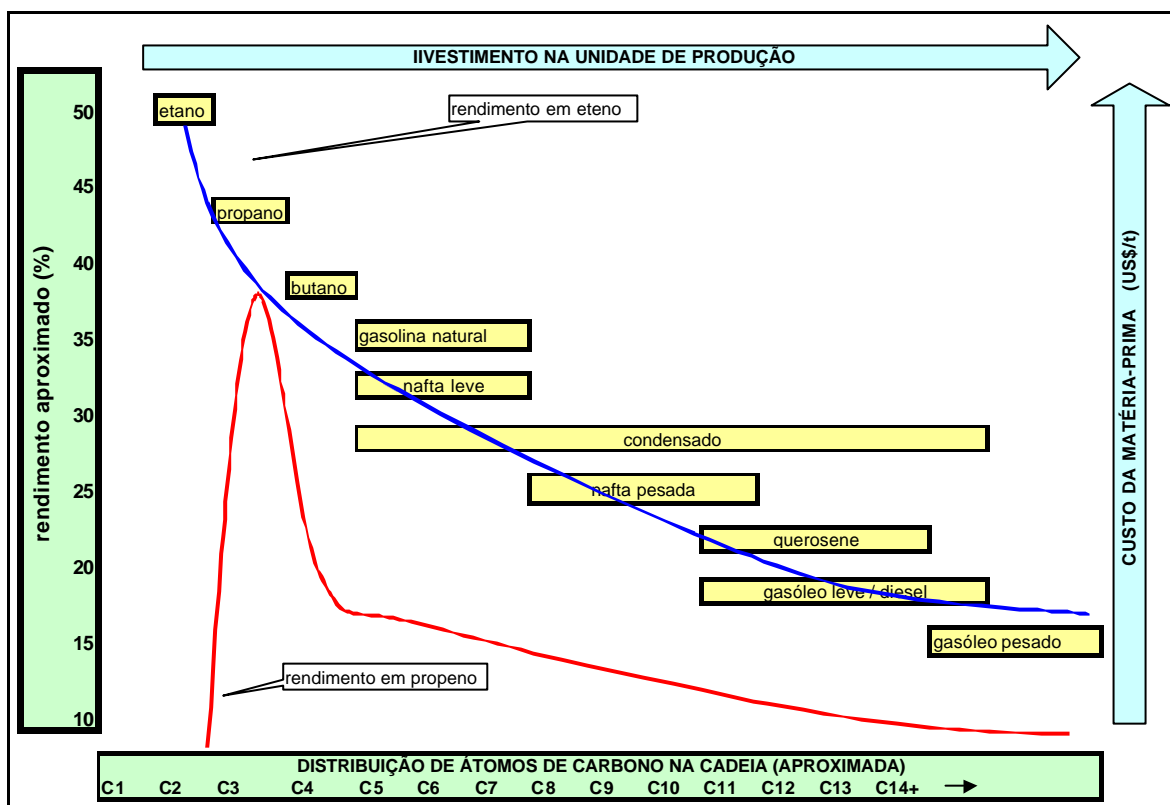 IIVESTIMENTO NA UNIDADE DE PRODUÇÃO
rendimento aproximado (%)
50
45
40
35
30
25
20
15
10
etano
rendimento em eteno
propano
butano
gasolina natural
nafta leve
condensado
nafta pesada
querosene
gasóleo leve / diesel
gasóleo pesado
rendimento em propeno
CUSTO DA MATÉRIA-PRIMA (US$/t)
DISTRIBUIÇÃO DE ÁTOMOS DE CARBONO NA CADEIA (APROXIMADA)
C1 C2 C3 C4 C5 C6 C7 C8 C9 C10 C11 C12 C13 C14+